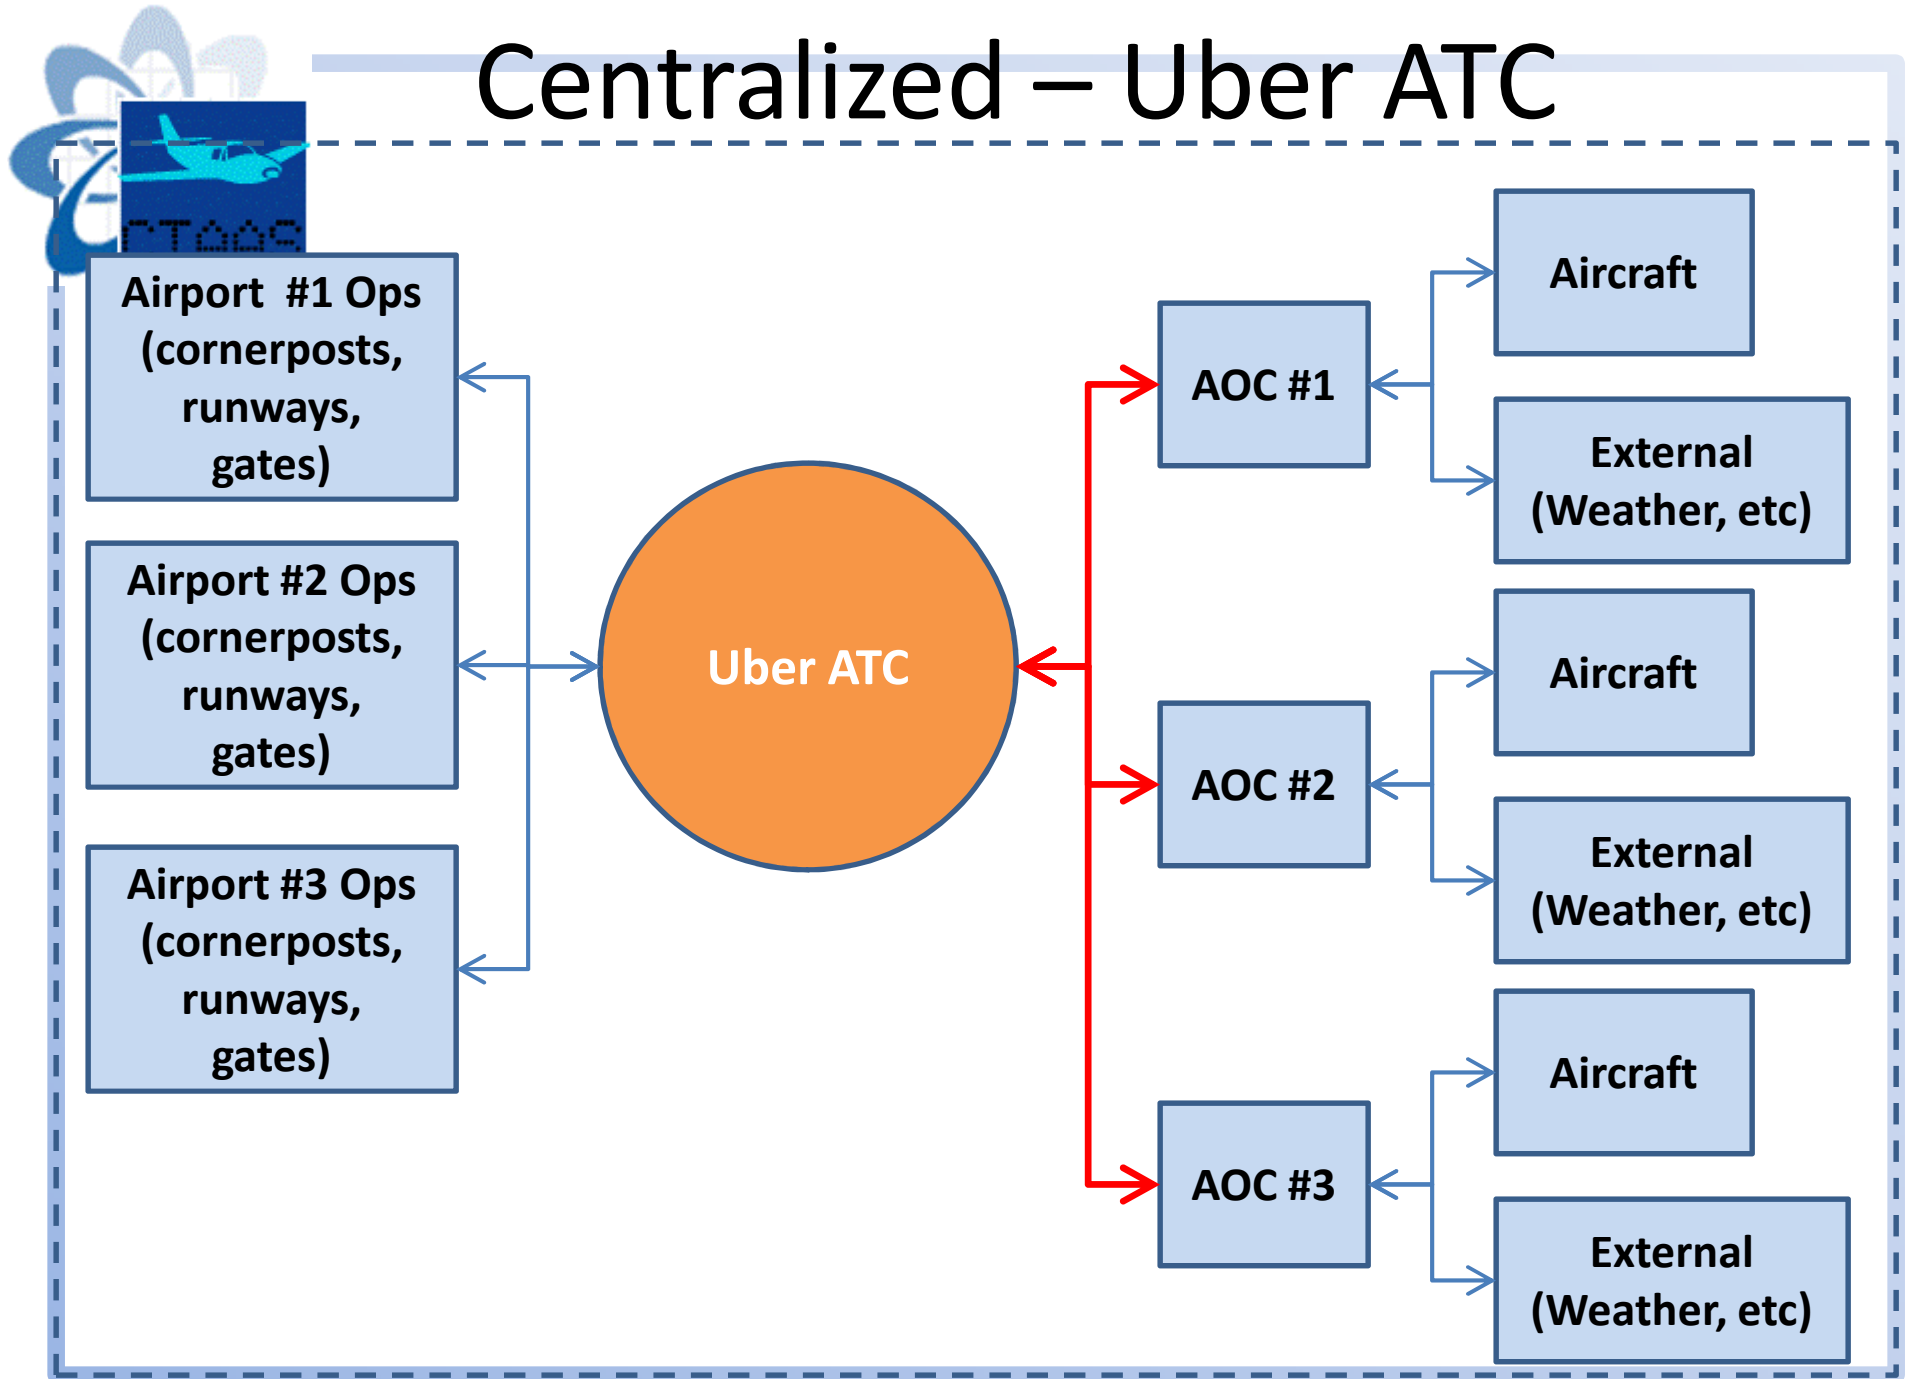 Centralized – Uber ATC
Airport #1 Ops
(cornerposts,
runways,
gates)
Airport #2 Ops
(cornerposts,
runways,
gates)
Airport #3 Ops
(cornerposts,
runways,
gates)
Uber ATC
AOC #1
AOC #2
AOC #3
Aircraft
External
(Weather, etc)
Aircraft
External
(Weather, etc)
Aircraft
External
(Weather, etc)